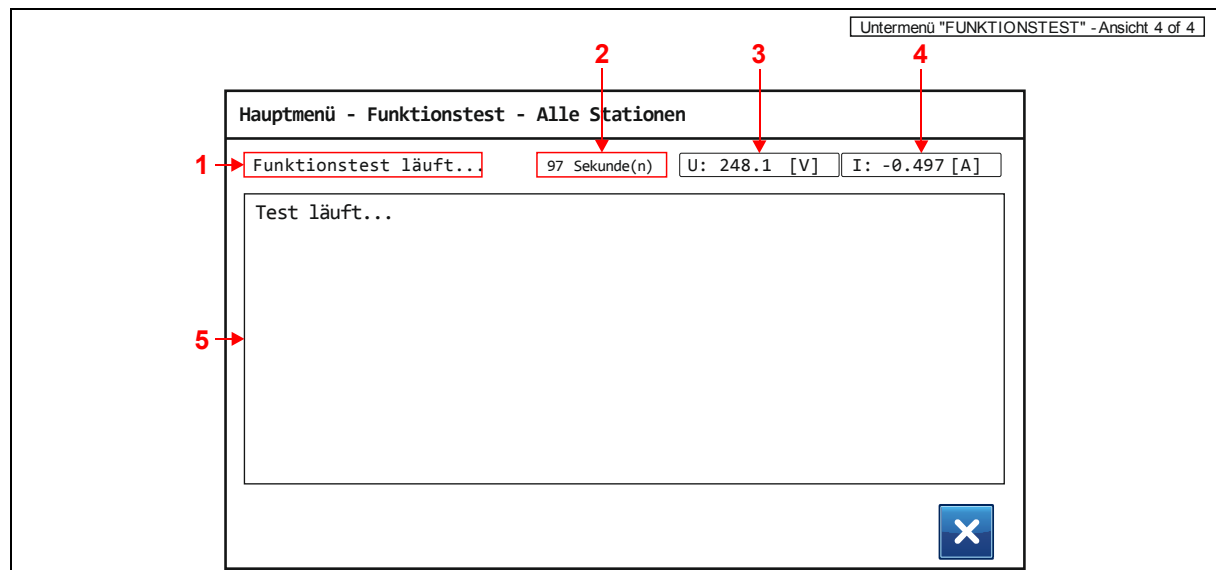 Untermenü "FUNKTIONSTEST" - Ansicht 4 of 4
2 3 4
Hauptmenü - Funktionstest - Alle Stationen
1 Funktionstest läuft... 97 Sekunde(n) U: 248.1 [V] I: -0.497 [A]
Test läuft...
5